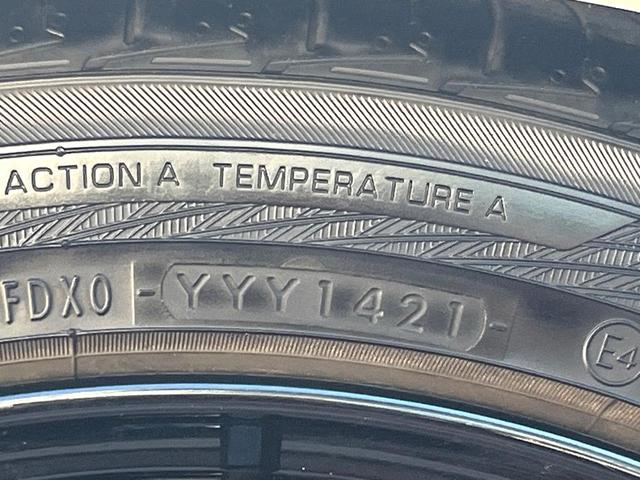 ACTION A TEMPERATURE A
FDX0 -YYY1421-
E4